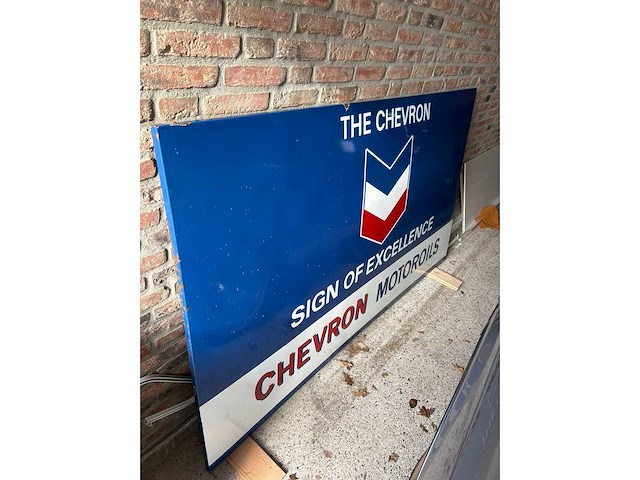 THE CHEVRON
SIGN OF EXCELLENCE
CHEVRON MOTOROILS